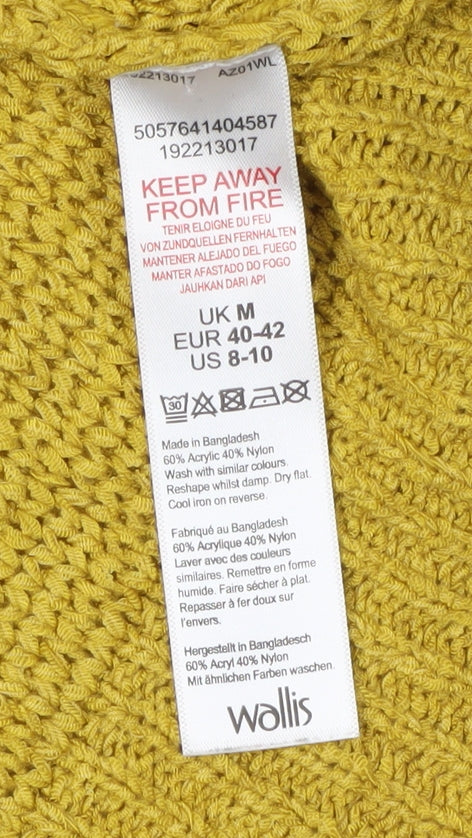 192213017 AZ01WL
5057641404587
192213017
KEEP AWAY
FROM FIRE
TENIR ELOIGNE DU FEU
VON ZUNDQUELLEN FERNHALTEN
MANTENER ALEJADO DEL FUEGO
MANTER AFASTADO DO FOGO
JAUHKAN DARI API
UK M
EUR 40-42
US 8-10
30
Made in Bangladesh
60% Acrylic 40% Nylon
Wash with similar colours.
Reshape whilst damp. Dry flat.
Cool iron on reverse.
Fabriqué au Bangladesh
60% Acrylique 40% Nylon
Laver avec des couleurs
similaires. Remettre en forme
humide. Faire sécher à plat.
Repasser à fer doux sur
l'envers.
Hergestellt in Bangladesch
60% Acryl 40% Nylon
Mit ähnlichen Farben waschen.
wallis